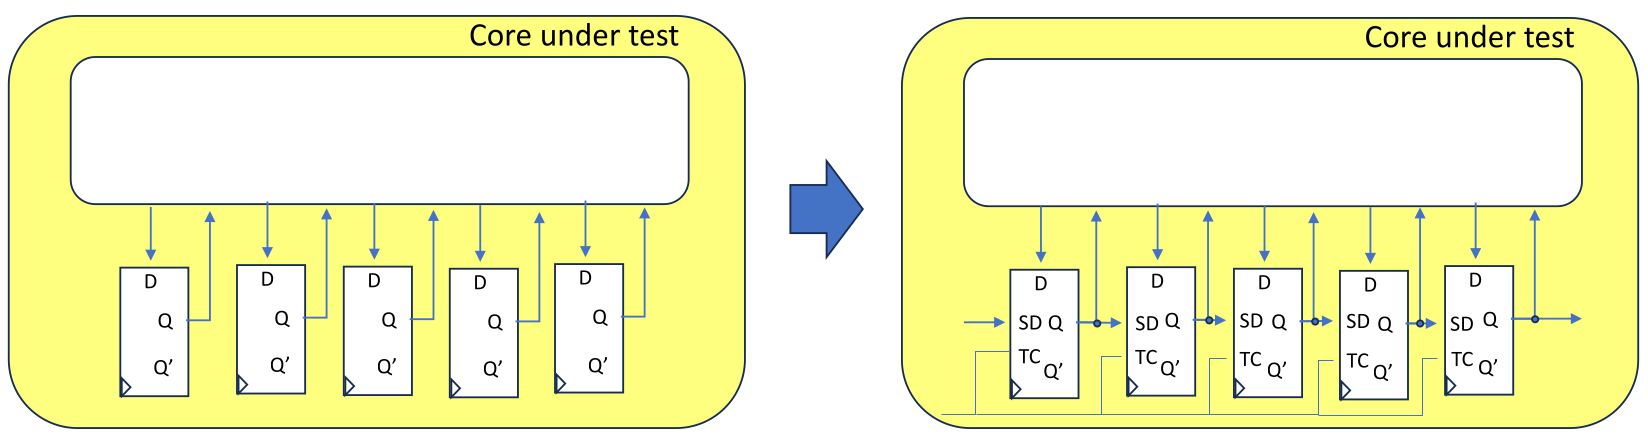 Core under test
D
Q
Q’
D
Q
Q’
D
Q
Q’
D
Q
Q’
D
Q
Q’
Core under test
D
SD Q
TC Q’
D
SD Q
TC Q’
D
SD Q
TC Q’
D
SD Q
TC Q’
D
SD Q
TC Q’